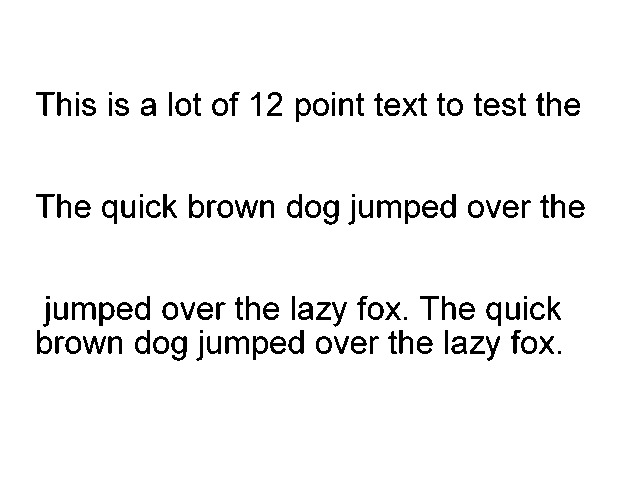 This is a lot of 12 point text to test the
The quick brown dog jumped over the
jumped over the lazy fox. The quick
brown dog jumped over the lazy fox.